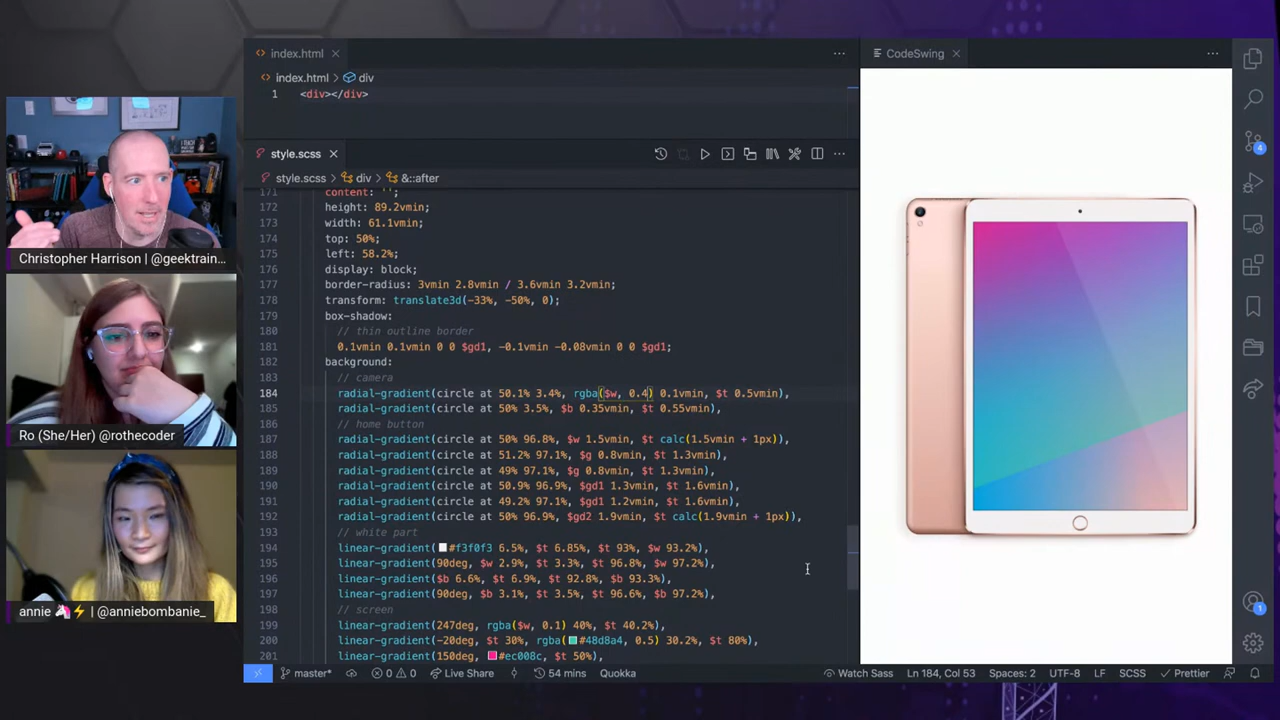 index.html
index.html > div
1 <div></div>
style.scss
style.scss > div > &::after
171 content: '';
172 height: 89.2vmin;
173 width: 61.1vmin;
174 top: 50%;
175 left: 58.2%;
176 display: block;
177 border-radius: 3vmin 2.8vmin / 3.6vmin 3.2vmin;
178 transform: translate3d(-33%, -50%, 0);
179 box-shadow:
180 // thin outline border
181 0.1vmin 0.1vmin 0 0 $gd1, -0.1vmin -0.08vmin 0 0 $gd1;
182 background:
183 // camera
184 radial-gradient(circle at 50.1% 3.4%, rgba($w, 0.4) 0.1vmin, $t 0.5vmin),
185 radial-gradient(circle at 50% 3.5%, $b 0.35vmin, $t 0.55vmin),
186 // home button
187 radial-gradient(circle at 50% 96.8%, $w 1.5vmin, $t calc(1.5vmin + 1px)),
188 radial-gradient(circle at 51.2% 97.1%, $g 0.8vmin, $t 1.3vmin),
189 radial-gradient(circle at 49% 97.1%, $g 0.8vmin, $t 1.3vmin),
190 radial-gradient(circle at 50.9% 96.9%, $gd1 1.3vmin, $t 1.6vmin),
191 radial-gradient(circle at 49.2% 97.1%, $gd1 1.2vmin, $t 1.6vmin),
192 radial-gradient(circle at 50% 96.9%, $gd2 1.9vmin, $t calc(1.9vmin + 1px)),
193 // white part
194 linear-gradient(#f3f0f3 6.5%, $t 6.85%, $t 93%, $w 93.2%),
195 linear-gradient(90deg, $w 2.9%, $t 3.3%, $t 96.8%, $w 97.2%),
196 linear-gradient($b 6.6%, $t 6.9%, $t 92.8%, $b 93.3%),
197 linear-gradient(90deg, $b 3.1%, $t 3.5%, $t 96.6%, $b 97.2%),
198 // screen
199 linear-gradient(247deg, rgba($w, 0.1) 40%, $t 40.2%),
200 linear-gradient(-20deg, $t 30%, rgba(#48d8a4, 0.5) 30.2%, $t 80%),
201 linear-gradient(150deg, #ec008c, $t 50%),
CodeSwing
4
1
Christopher Harrison | @geektrain...
Ro (She/Her) @rothecoder
annie 🦄⚡ | @anniebombanie_
master* 0 0 Live Share 54 mins Quokka Watch Sass Ln 184, Col 53 Spaces: 2 UTF-8 LF SCSS Prettier